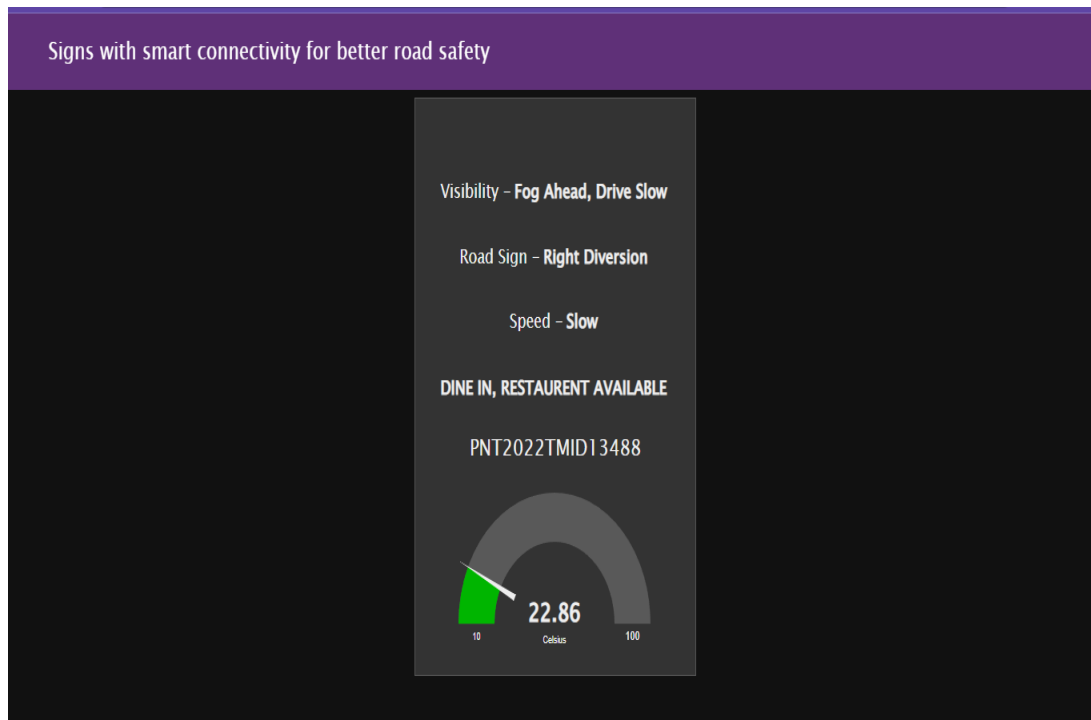 Signs with smart connectivity for better road safety
Visibility – Fog Ahead, Drive Slow
Road Sign – Right Diversion
Speed – Slow
DINE IN, RESTAURENT AVAILABLE
PNT2022TMID13488
22.86
10 Celsius 100